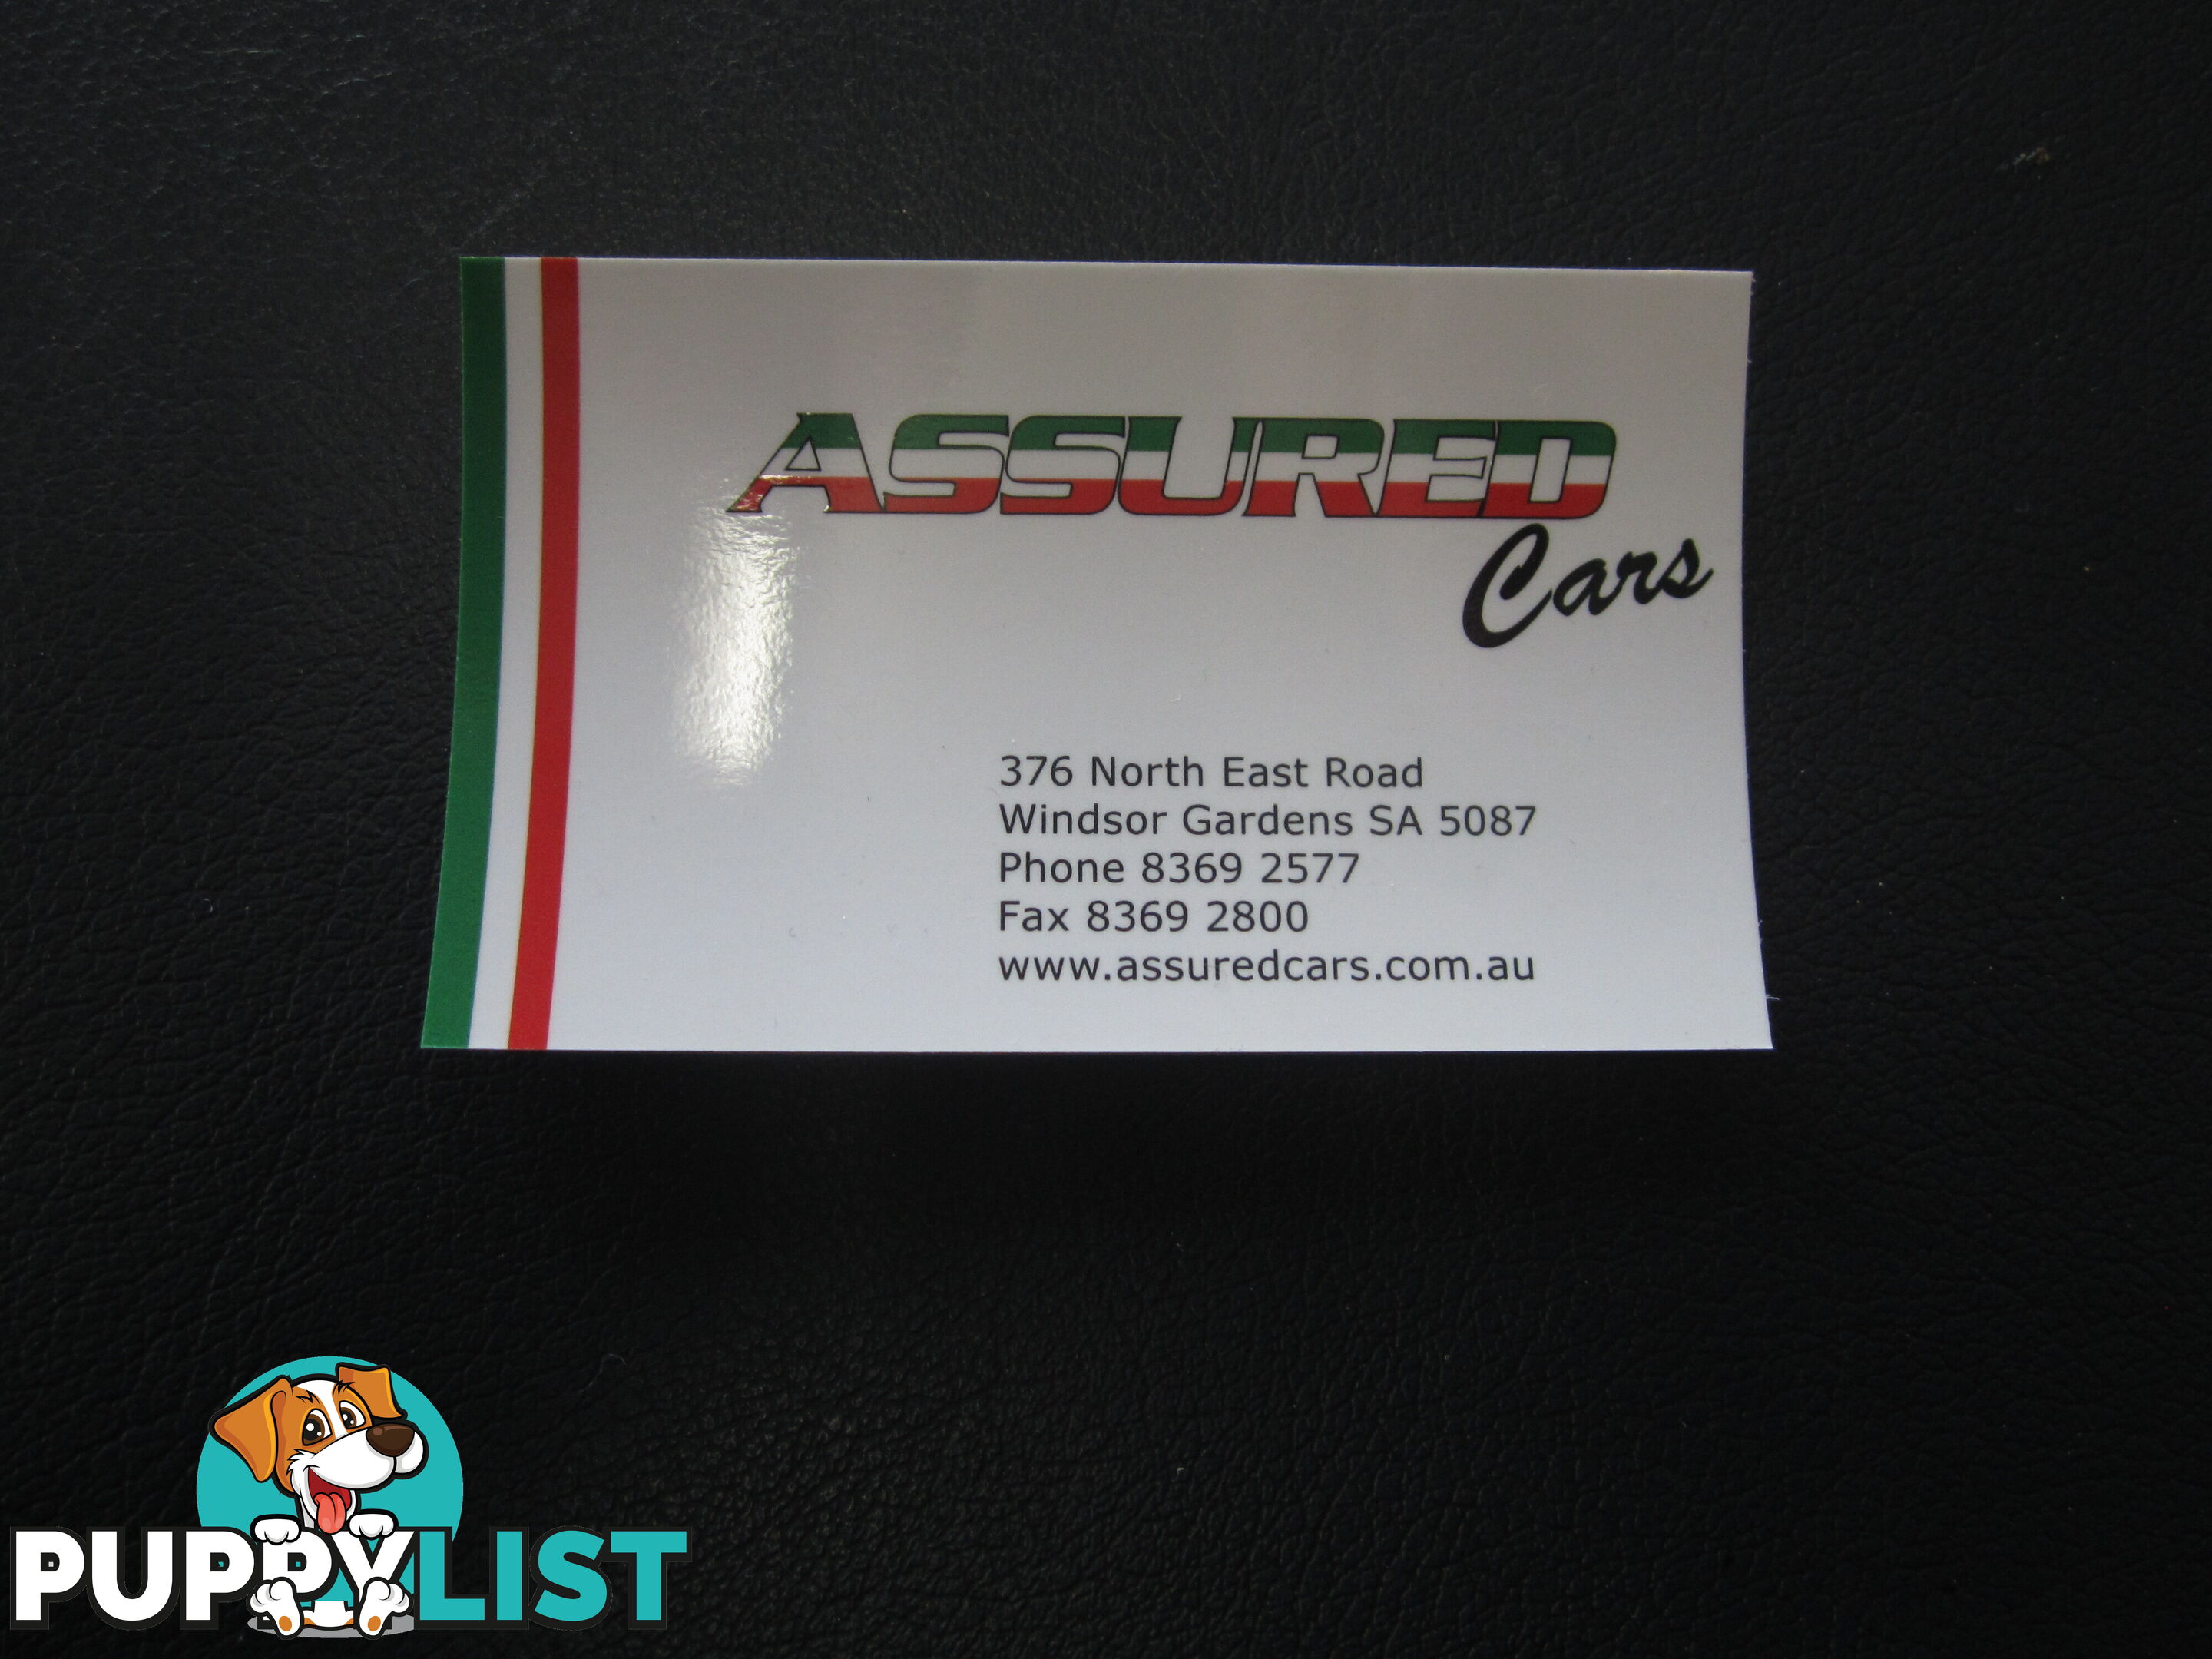 ASSURED
Cars
376 North East Road
Windsor Gardens SA 5087
Phone 8369 2577
Fax 8369 2800
www.assuredcars.com.au
PUPPYLIST